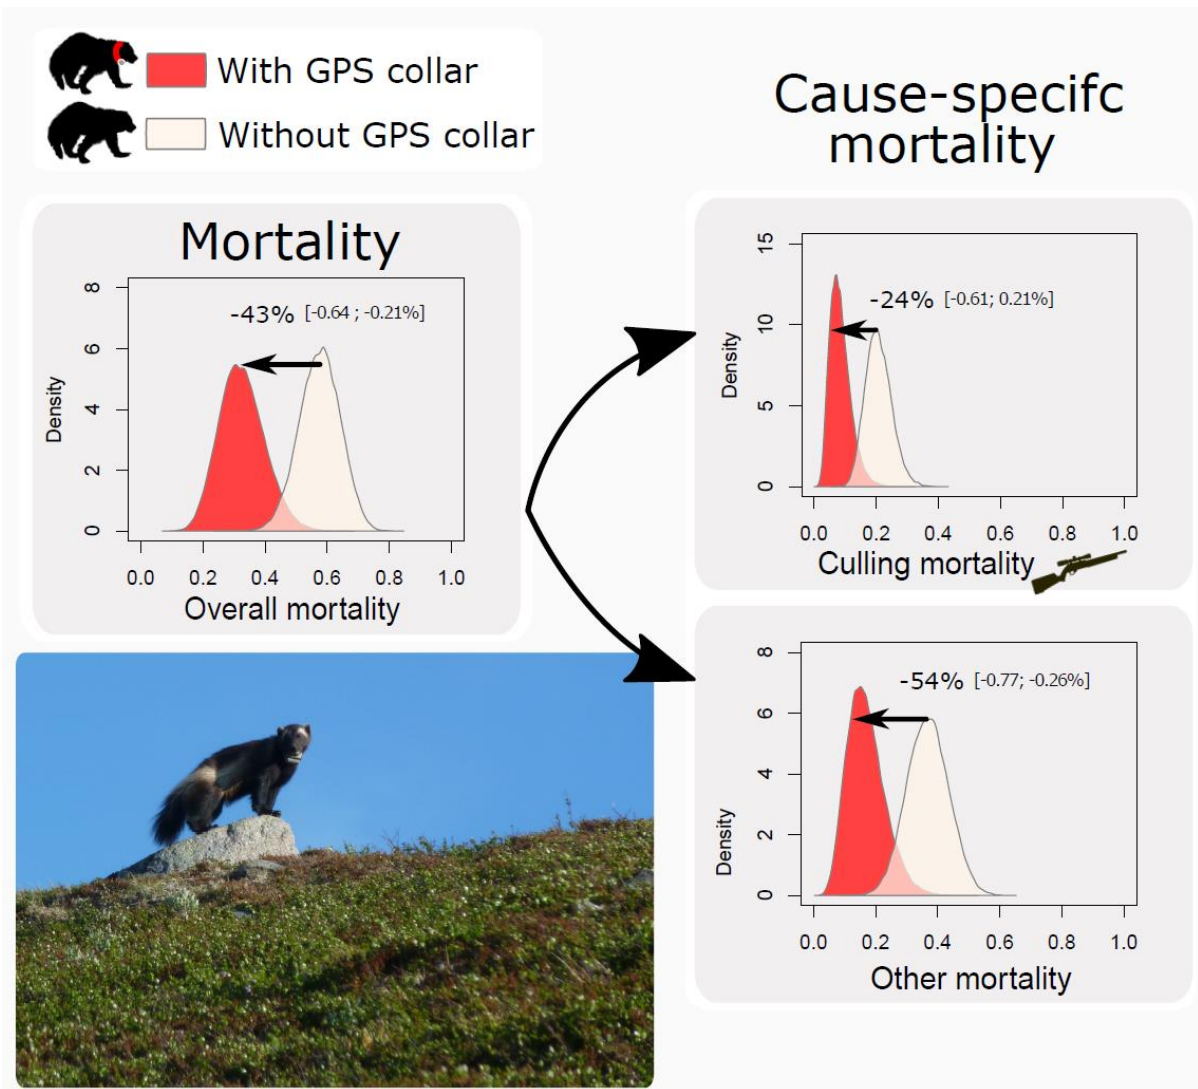 With GPS collar
Without GPS collar
Mortality
-43% [-0.64 ; -0.21%]
Density
0
2
4
6
8
0.0 0.2 0.4 0.6 0.8 1.0
Overall mortality
Cause-specifc
mortality
-24% [-0.61; 0.21%]
Density
0
5
10
15
0.0 0.2 0.4 0.6 0.8 1.0
Culling mortality
-54% [-0.77; -0.26%]
Density
0
2
4
6
8
0.0 0.2 0.4 0.6 0.8 1.0
Other mortality